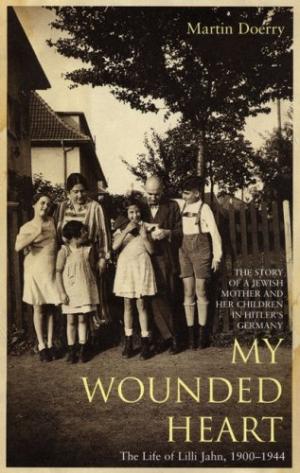 Martin Doerry
THE STORY
OF A JEWISH
MOTHER AND
HER CHILDREN
IN HITLER'S
GERMANY
MY
WOUNDED
HEART
The Life of Lilli Jahn, 1900–1944